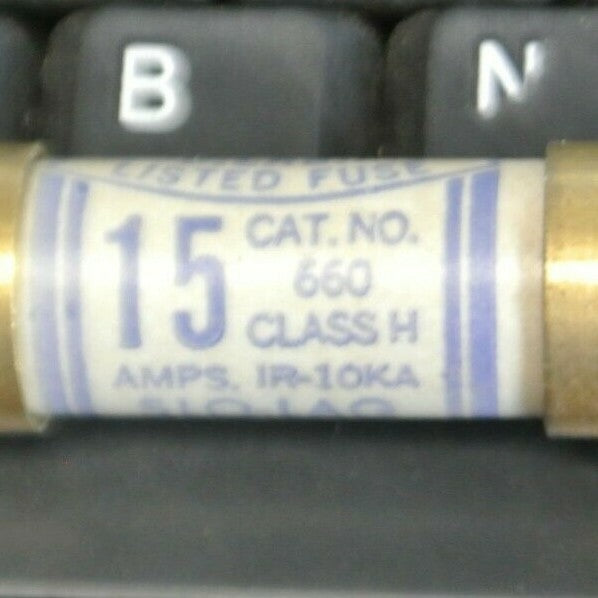 B N
LISTED FUSE
15 CAT. NO.
660
CLASS H
AMPS. IR-10KA